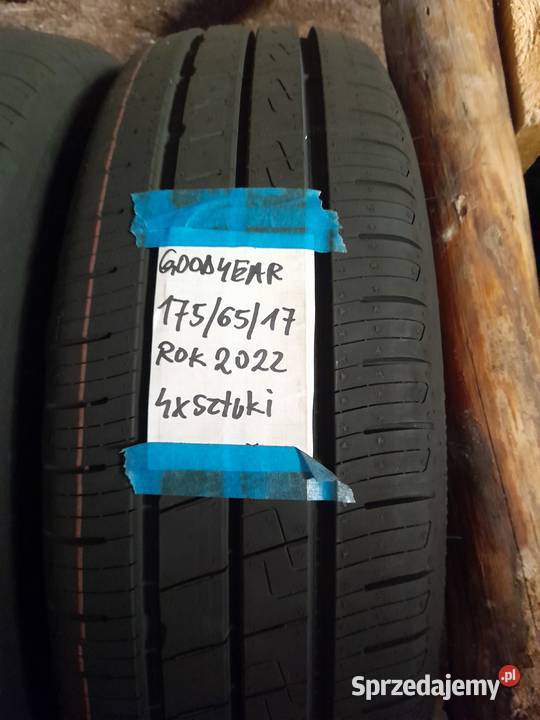 GOODYEAR
175/65/17
ROK 2022
4x sztuki
Sprzedajemy.pl